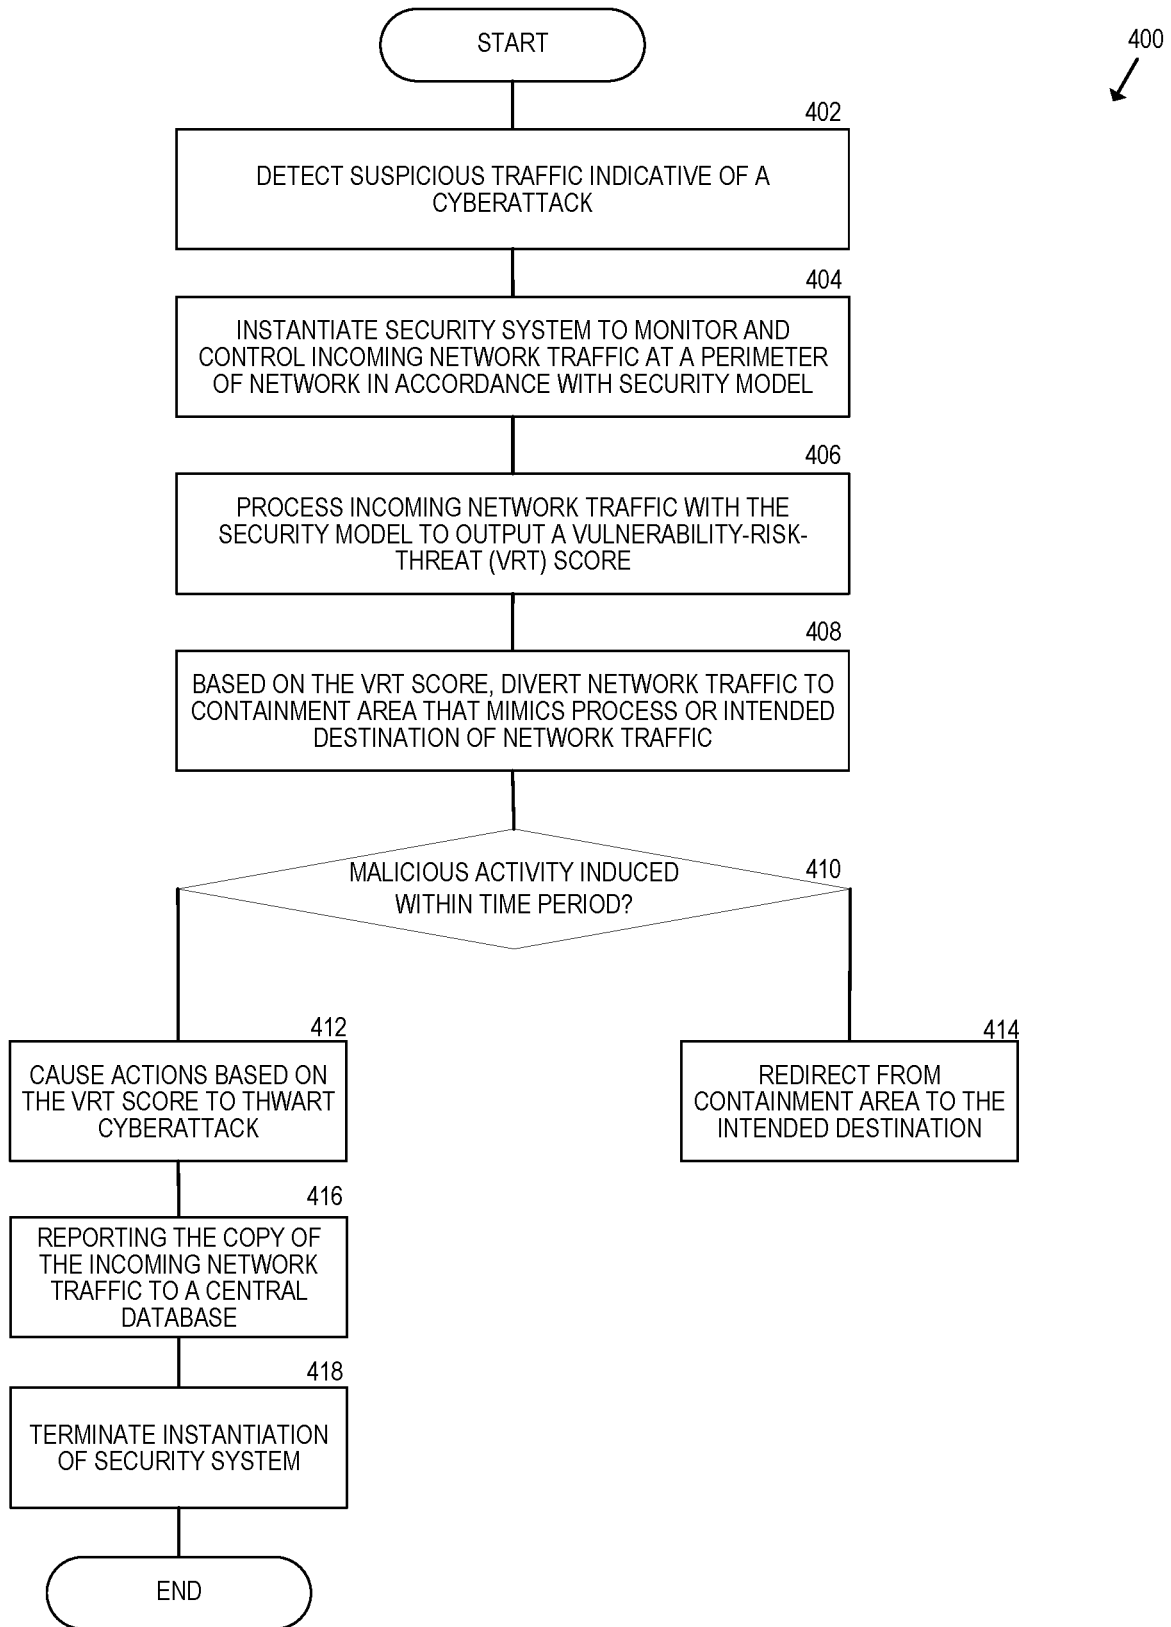 START
400
402
DETECT SUSPICIOUS TRAFFIC INDICATIVE OF A
CYBERATTACK
404
INSTANTIATE SECURITY SYSTEM TO MONITOR AND
CONTROL INCOMING NETWORK TRAFFIC AT A PERIMETER
OF NETWORK IN ACCORDANCE WITH SECURITY MODEL
406
PROCESS INCOMING NETWORK TRAFFIC WITH THE
SECURITY MODEL TO OUTPUT A VULNERABILITY-RISK-
THREAT (VRT) SCORE
408
BASED ON THE VRT SCORE, DIVERT NETWORK TRAFFIC TO
CONTAINMENT AREA THAT MIMICS PROCESS OR INTENDED
DESTINATION OF NETWORK TRAFFIC
410
MALICIOUS ACTIVITY INDUCED
WITHIN TIME PERIOD?
412
CAUSE ACTIONS BASED ON
THE VRT SCORE TO THWART
CYBERATTACK
414
REDIRECT FROM
CONTAINMENT AREA TO THE
INTENDED DESTINATION
416
REPORTING THE COPY OF
THE INCOMING NETWORK
TRAFFIC TO A CENTRAL
DATABASE
418
TERMINATE INSTANTIATION
OF SECURITY SYSTEM
END